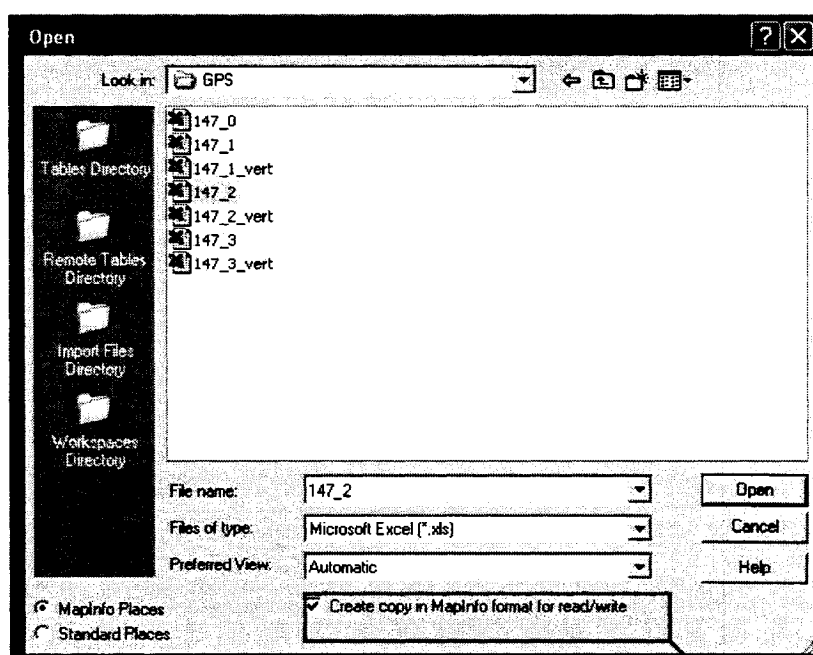 Open
Look in: GPS
147_0
147_1
147_1_vert
147_2
147_2_vert
147_3
147_3_vert
Tables Directory
Remote Tables
Directory
Import Files
Directory
Workspaces
Directory
File name: 147_2 Open
Files of type: Microsoft Excel (*.xls) Cancel
Preferred View: Automatic Help
MapInfo Places
Standard Places
Create copy in MapInfo format for read/write